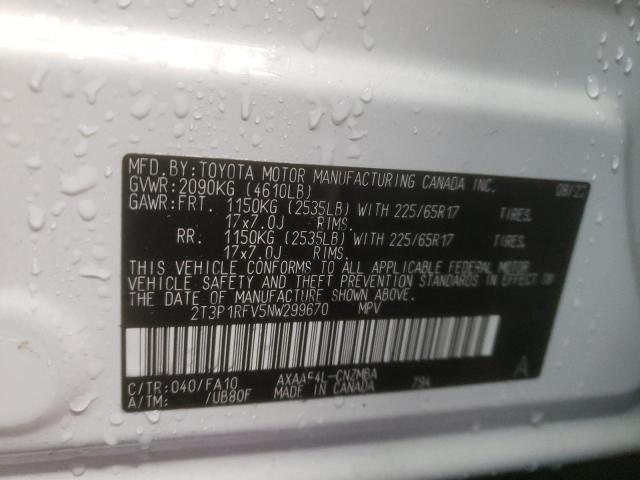 MFD. BY: TOYOTA MOTOR MANUFACTURING CANADA INC. 08/22
GVWR: 2090KG (4610LB)
GAWR: FRT. 1150KG (2535LB) WITH 225/65R17 TIRES.
17x7.0J RIMS.
RR. 1150KG (2535LB) WITH 225/65R17 TIRES.
17x7.0J RIMS.
THIS VEHICLE CONFORMS TO ALL APPLICABLE FEDERAL MOTOR
VEHICLE SAFETY AND THEFT PREVENTION STANDARDS IN EFFECT ON
THE DATE OF MANUFACTURE SHOWN ABOVE.
2T3P1RFV5NW299670 MPV
C/TR: 040/FA10 AXAA54L-CNZMBA 794
A/TM: /UB80F MADE IN CANADA A